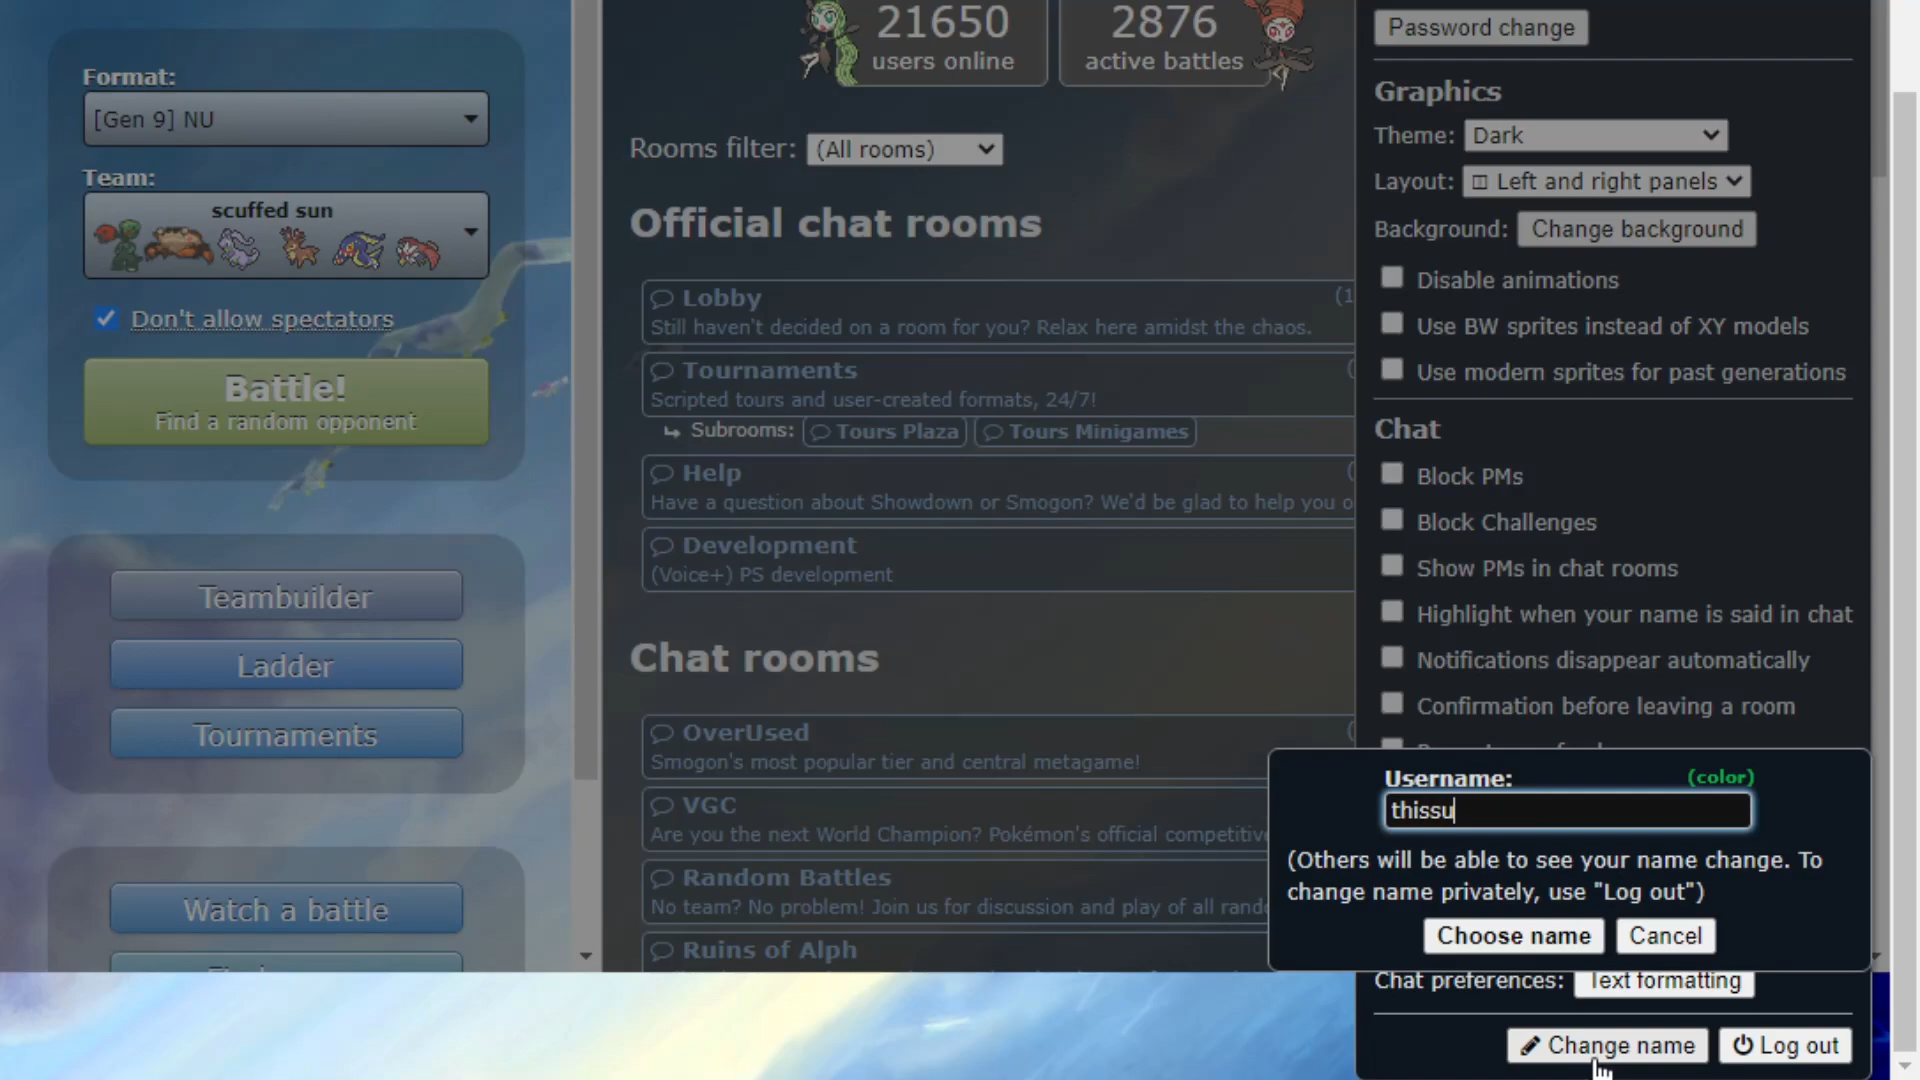 Format:
[Gen 9] NU
Team:
scuffed sun
Don't allow spectators
Battle!
Find a random opponent
Teambuilder
Ladder
Tournaments
Watch a battle
21650
users online
2876
active battles
Rooms filter: (All rooms)
Official chat rooms
Lobby
(1
Still haven't decided on a room for you? Relax here amidst the chaos.
Tournaments
(
Scripted tours and user-created formats, 24/7!
Subrooms: Tours Plaza Tours Minigames
Help
(
Have a question about Showdown or Smogon? We'd be glad to help you o
Development
(Voice+) PS development
Chat rooms
OverUsed
(
Smogon's most popular tier and central metagame!
VGC
Are you the next World Champion? Pokémon's official competitive
Random Battles
No team? No problem! Join us for discussion and play of all rando
Ruins of Alph
Password change
Graphics
Theme: Dark
Layout: Left and right panels
Background: Change background
Disable animations
Use BW sprites instead of XY models
Use modern sprites for past generations
Chat
Block PMs
Block Challenges
Show PMs in chat rooms
Highlight when your name is said in chat
Notifications disappear automatically
Confirmation before leaving a room
Username: (color)
thissu
(Others will be able to see your name change. To
change name privately, use "Log out")
Choose name Cancel
Chat preferences: Text formatting
Change name Log out